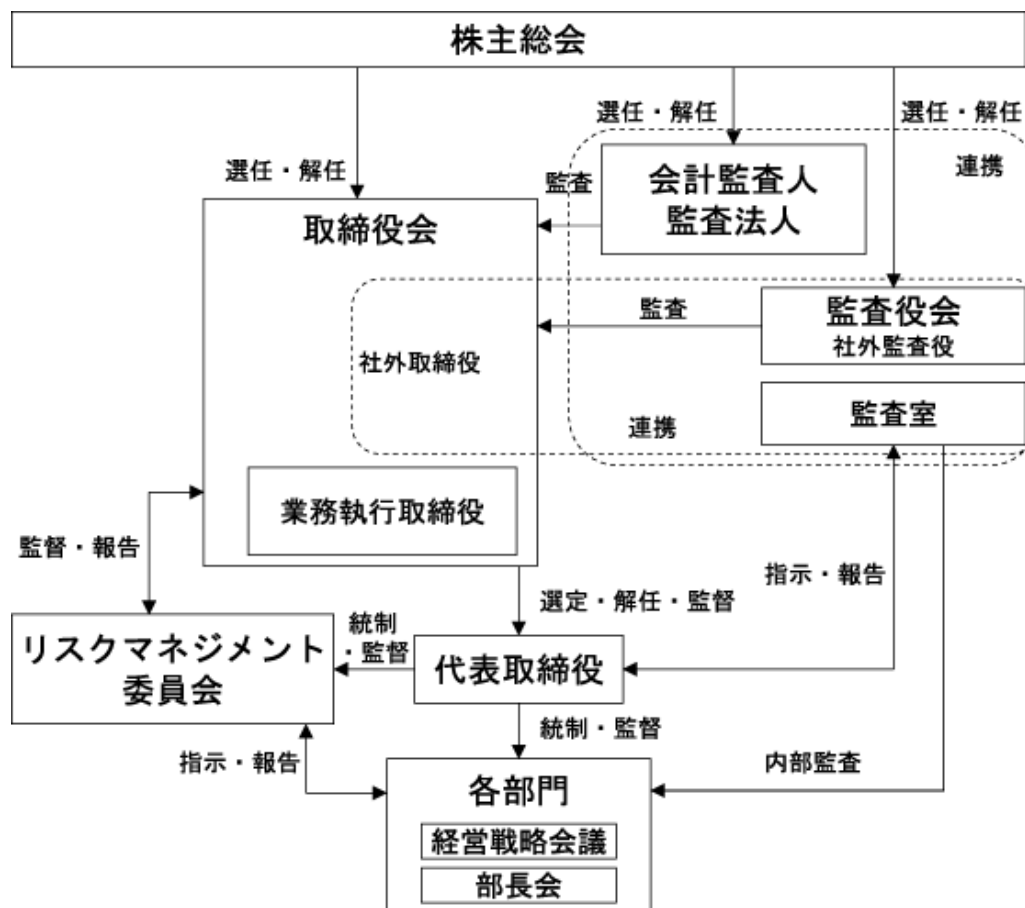 株主総会
選任・解任
選任・解任
選任・解任
連携
会計監査人
監査法人
監査
取締役会
監査役会
社外監査役
監査
社外取締役
監査室
連携
業務執行取締役
監督・報告
指示・報告
選定・解任・監督
リスクマネジメント
委員会
統制
・監督
代表取締役
統制・監督
指示・報告
内部監査
各部門
経営戦略会議
部長会